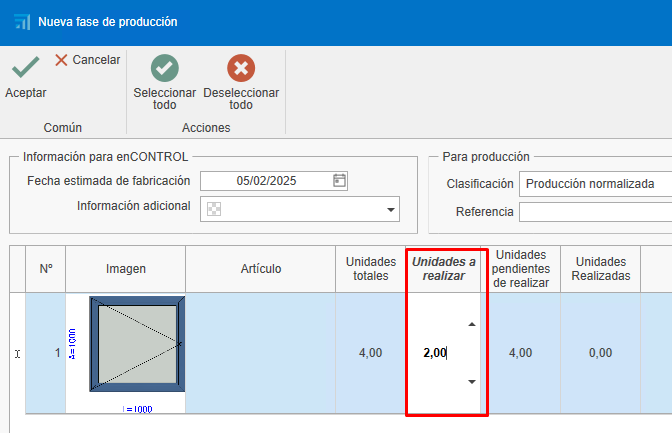 Nueva fase de producción
Cancelar
Aceptar
Seleccionar
todo
Deseleccionar
todo
Común
Acciones
Información para enCONTROL
Fecha estimada de fabricación
05/02/2025
Información adicional
Para producción
Clasificación
Producción normalizada
Referencia
Nº
Imagen
Artículo
Unidades
totales
Unidades a
realizar
Unidades
pendientes
de realizar
Unidades
Realizadas
1
A=1000
L=1000
4,00
2,00
4,00
0,00